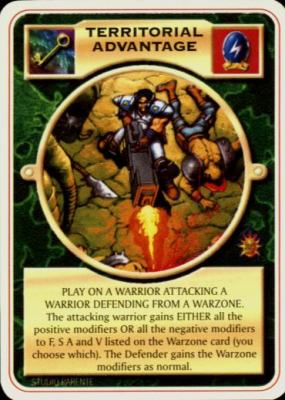 TERRITORIAL
ADVANTAGE
PLAY ON A WARRIOR ATTACKING A
WARRIOR DEFENDING FROM A WARZONE.
The attacking warrior gains EITHER all the
positive modifiers OR all the negative modifiers
to F, S A and V listed on the Warzone card (you
choose which). The Defender gains the Warzone
modifiers as normal.
STUDIO PARENTE